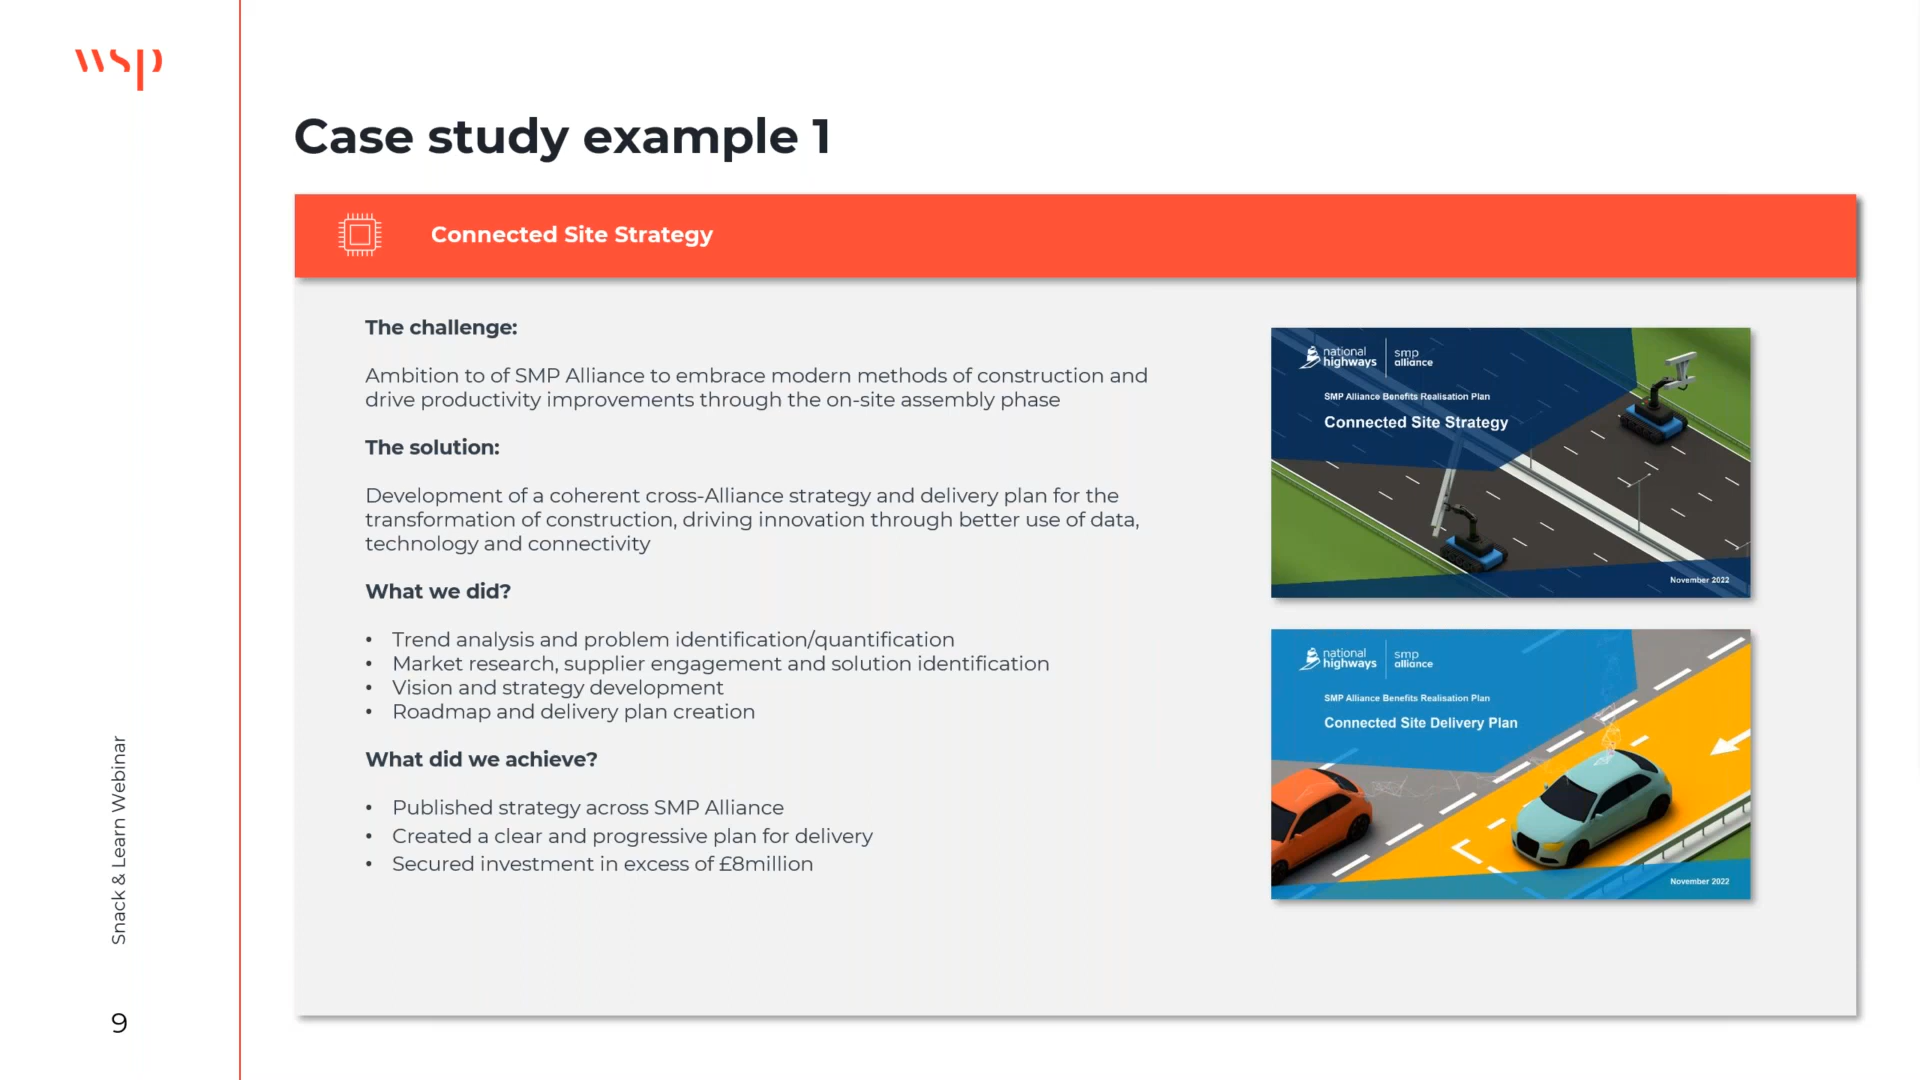 wsp
Case study example 1
Connected Site Strategy
The challenge:
Ambition to of SMP Alliance to embrace modern methods of construction and
drive productivity improvements through the on-site assembly phase
The solution:
Development of a coherent cross-Alliance strategy and delivery plan for the
transformation of construction, driving innovation through better use of data,
technology and connectivity
What we did?
• Trend analysis and problem identification/quantification
• Market research, supplier engagement and solution identification
• Vision and strategy development
• Roadmap and delivery plan creation
What did we achieve?
• Published strategy across SMP Alliance
• Created a clear and progressive plan for delivery
• Secured investment in excess of £8million
national
highways
smp
alliance
SMP Alliance Benefits Realisation Plan
Connected Site Strategy
November 2022
national
highways
smp
alliance
SMP Alliance Benefits Realisation Plan
Connected Site Delivery Plan
November 2022
Snack & Learn Webinar
9